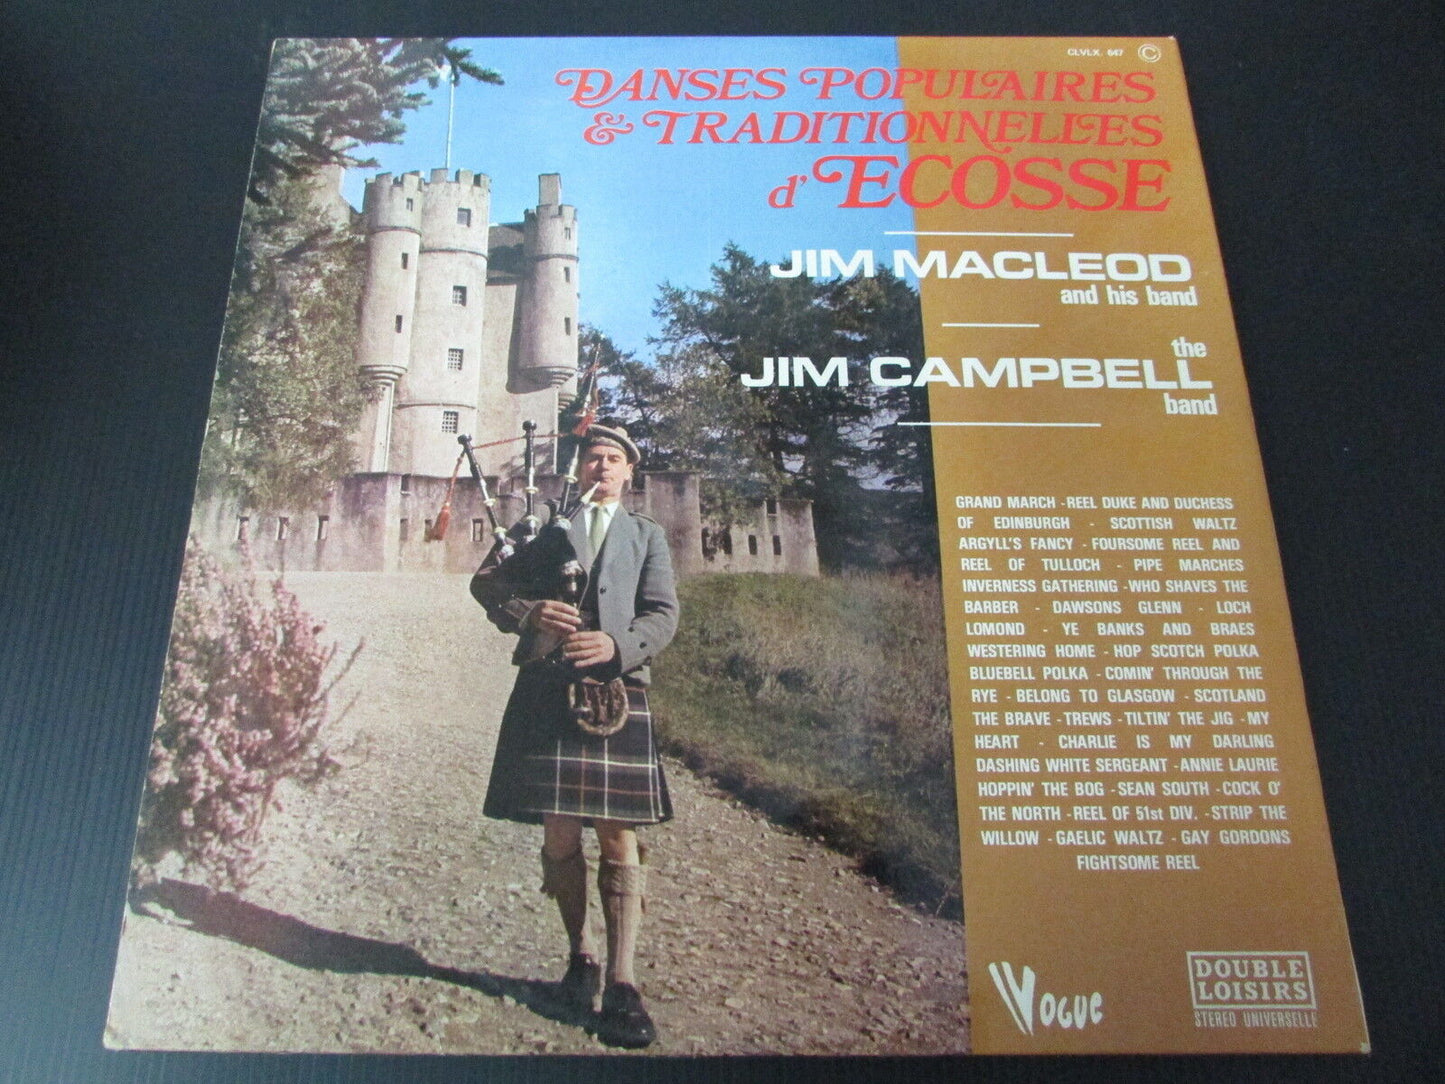 CLVLX. 647 ©
DANSES POPULAIRES
& TRADITIONNELLES
d'ECOSSE
JIM MACLEOD
and his band
the
JIM CAMPBELL
band
GRAND MARCH - REEL DUKE AND DUCHESS
OF EDINBURGH - SCOTTISH WALTZ
ARGYLL'S FANCY - FOURSOME REEL AND
REEL OF TULLOCH - PIPE MARCHES
INVERNESS GATHERING - WHO SHAVES THE
BARBER - DAWSONS GLENN - LOCH
LOMOND - YE BANKS AND BRAES
WESTERING HOME - HOP SCOTCH POLKA
BLUEBELL POLKA - COMIN' THROUGH THE
RYE - BELONG TO GLASGOW - SCOTLAND
THE BRAVE - TREWS - TILTIN' THE JIG - MY
HEART - CHARLIE IS MY DARLING
DASHING WHITE SERGEANT - ANNIE LAURIE
HOPPIN' THE BOG - SEAN SOUTH - COCK O'
THE NORTH - REEL OF 51st DIV. - STRIP THE
WILLOW - GAELIC WALTZ - GAY GORDONS
FIGHTSOME REEL
VOGUE
DOUBLE
LOISIRS
STEREO UNIVERSELLE